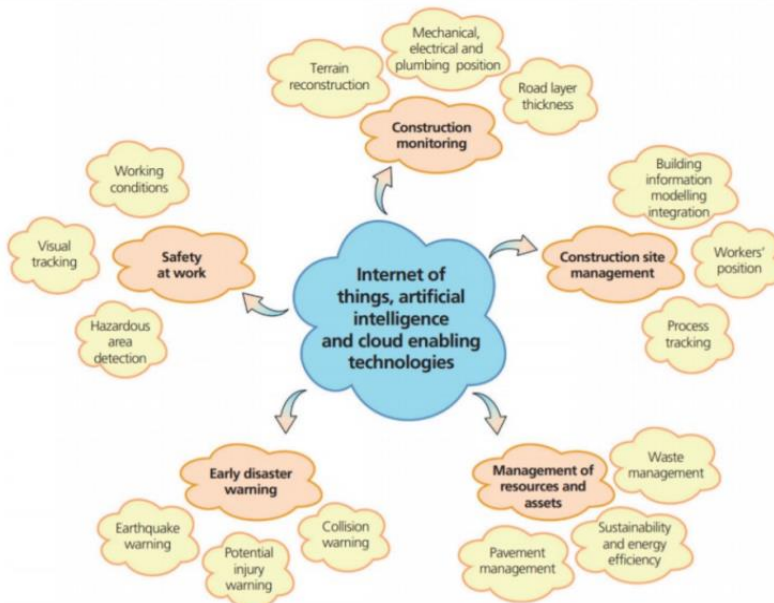 Mechanical,
electrical and
plumbing position
Terrain
reconstruction
Road layer
thickness
Construction
monitoring
Working
conditions
Visual
tracking
Safety
at work
Hazardous
area
detection
Building
information
modelling
integration
Construction site
management
Workers'
position
Process
tracking
Internet of
things, artificial
intelligence
and cloud enabling
technologies
Early disaster
warning
Earthquake
warning
Potential
injury
warning
Collision
warning
Management of
resources and
assets
Waste
management
Sustainability
and energy
efficiency
Pavement
management